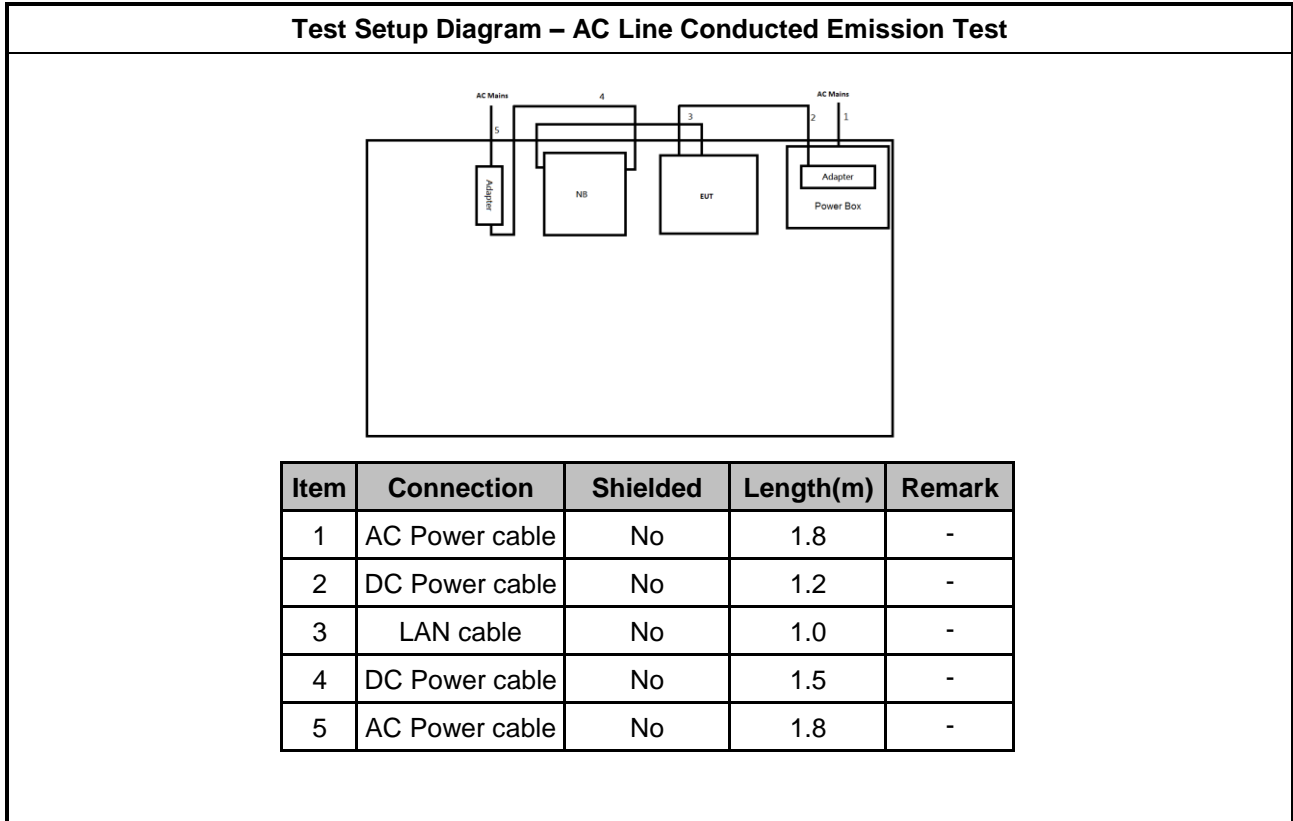 Test Setup Diagram – AC Line Conducted Emission Test
AC Mains
4
AC Mains
5
3
2
1
Adapter
NB
EUT
Adapter
Power Box
Item Connection Shielded Length(m) Remark
1 AC Power cable No 1.8 -
2 DC Power cable No 1.2 -
3 LAN cable No 1.0 -
4 DC Power cable No 1.5 -
5 AC Power cable No 1.8 -